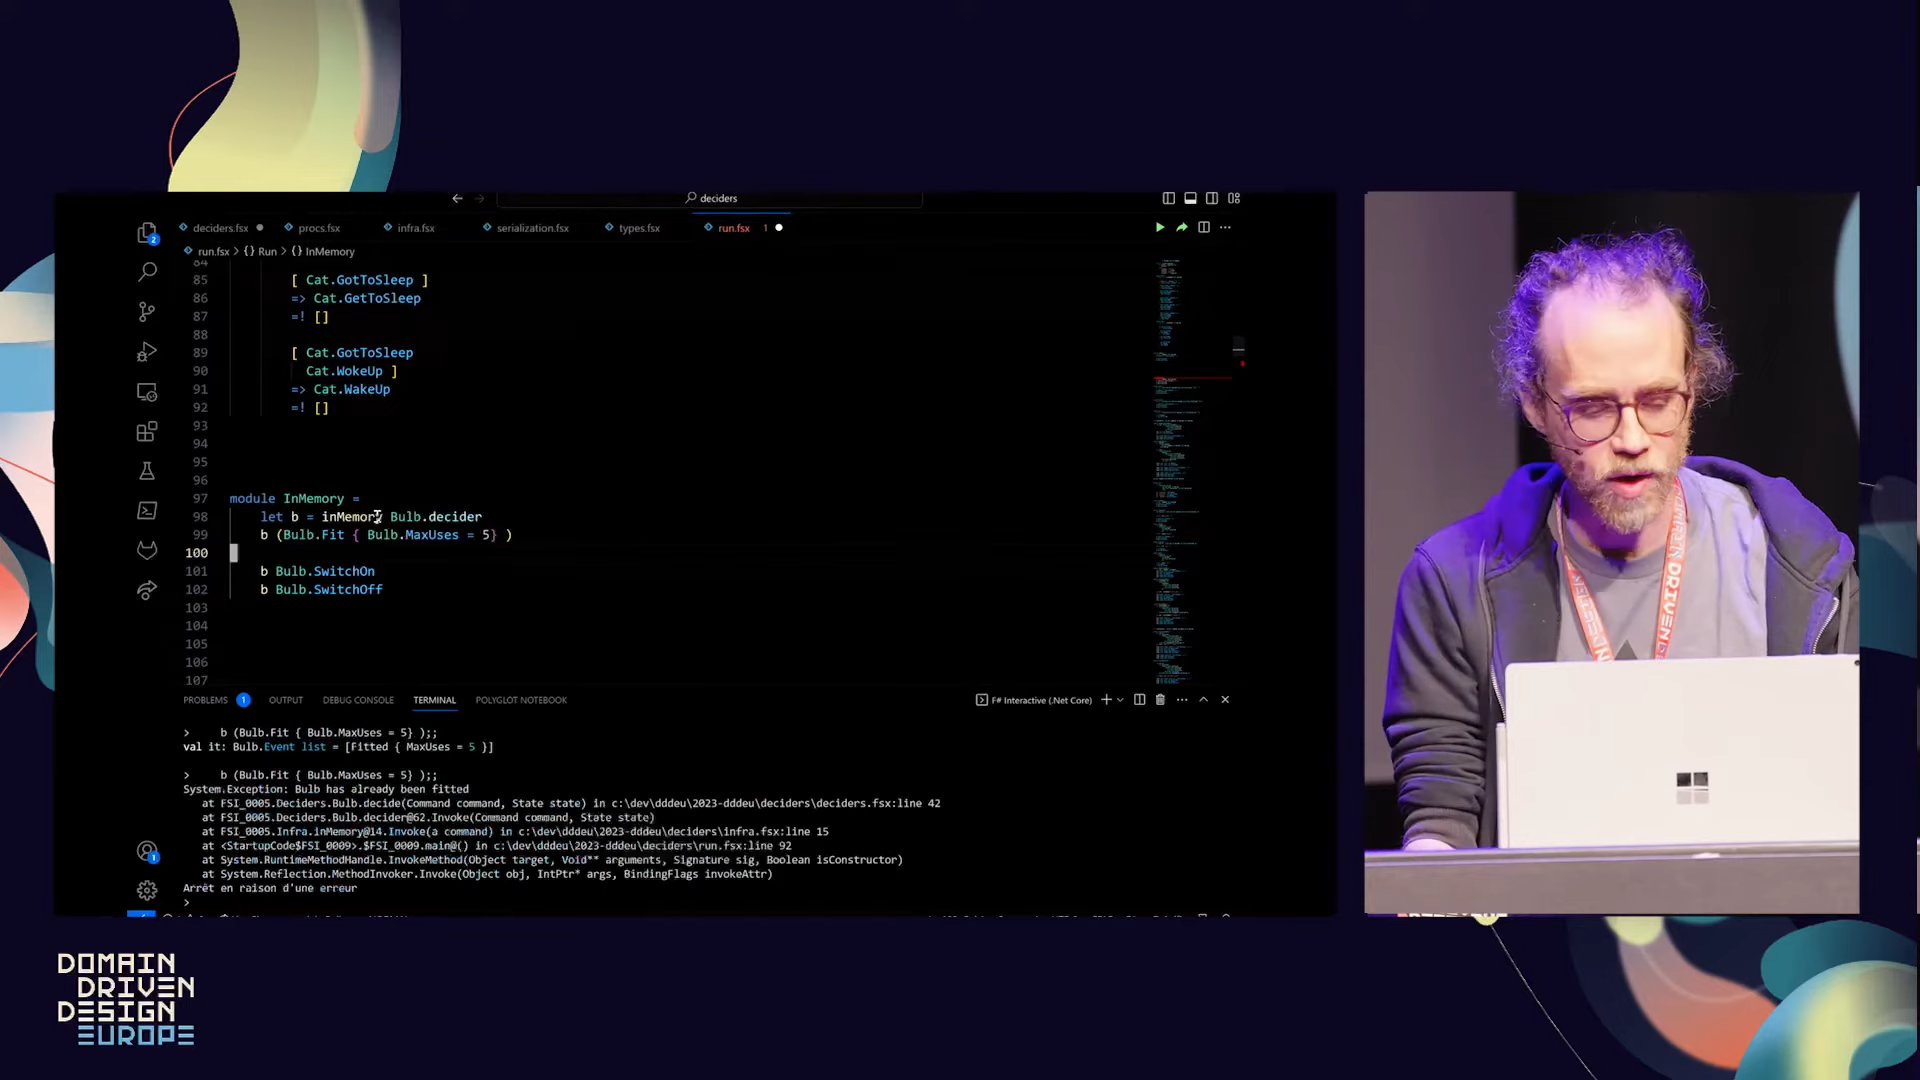 deciders
deciders.fsx
procs.fsx
infra.fsx
serialization.fsx
types.fsx
run.fsx 1
2
run.fsx > {} Run > {} InMemory
84
85 [ Cat.GotToSleep ]
86 => Cat.GetToSleep
87 =! []
88
89 [ Cat.GotToSleep
90 Cat.WokeUp ]
91 => Cat.WakeUp
92 =! []
93
94
95
96
97 module InMemory =
98 let b = inMemory Bulb.decider
99 b (Bulb.Fit { Bulb.MaxUses = 5} )
100
101 b Bulb.SwitchOn
102 b Bulb.SwitchOff
103
104
105
106
107
PROBLEMS 1 OUTPUT DEBUG CONSOLE TERMINAL POLYGLOT NOTEBOOK
F# Interactive (.Net Core)
> b (Bulb.Fit { Bulb.MaxUses = 5} );;
val it: Bulb.Event list = [Fitted { MaxUses = 5 }]
> b (Bulb.Fit { Bulb.MaxUses = 5} );;
System.Exception: Bulb has already been fitted
at FSI_0005.Deciders.Bulb.decide(Command command, State state) in c:\dev\dddeu\2023-dddeu\deciders\deciders.fsx:line 42
at FSI_0005.Deciders.Bulb.decider@62.Invoke(Command command, State state)
at FSI_0005.Infra.inMemory@14.Invoke(a command) in c:\dev\dddeu\2023-dddeu\deciders\infra.fsx:line 15
at <StartupCode$FSI_0009>.$FSI_0009.main@() in c:\dev\dddeu\2023-dddeu\deciders\run.fsx:line 92
at System.RuntimeMethodHandle.InvokeMethod(Object target, Void** arguments, Signature sig, Boolean isConstructor)
at System.Reflection.MethodInvoker.Invoke(Object obj, IntPtr* args, BindingFlags invokeAttr)
Arrêt en raison d'une erreur
>
1
DOMAIN
DRIVEN
DESIGN
EUROPE